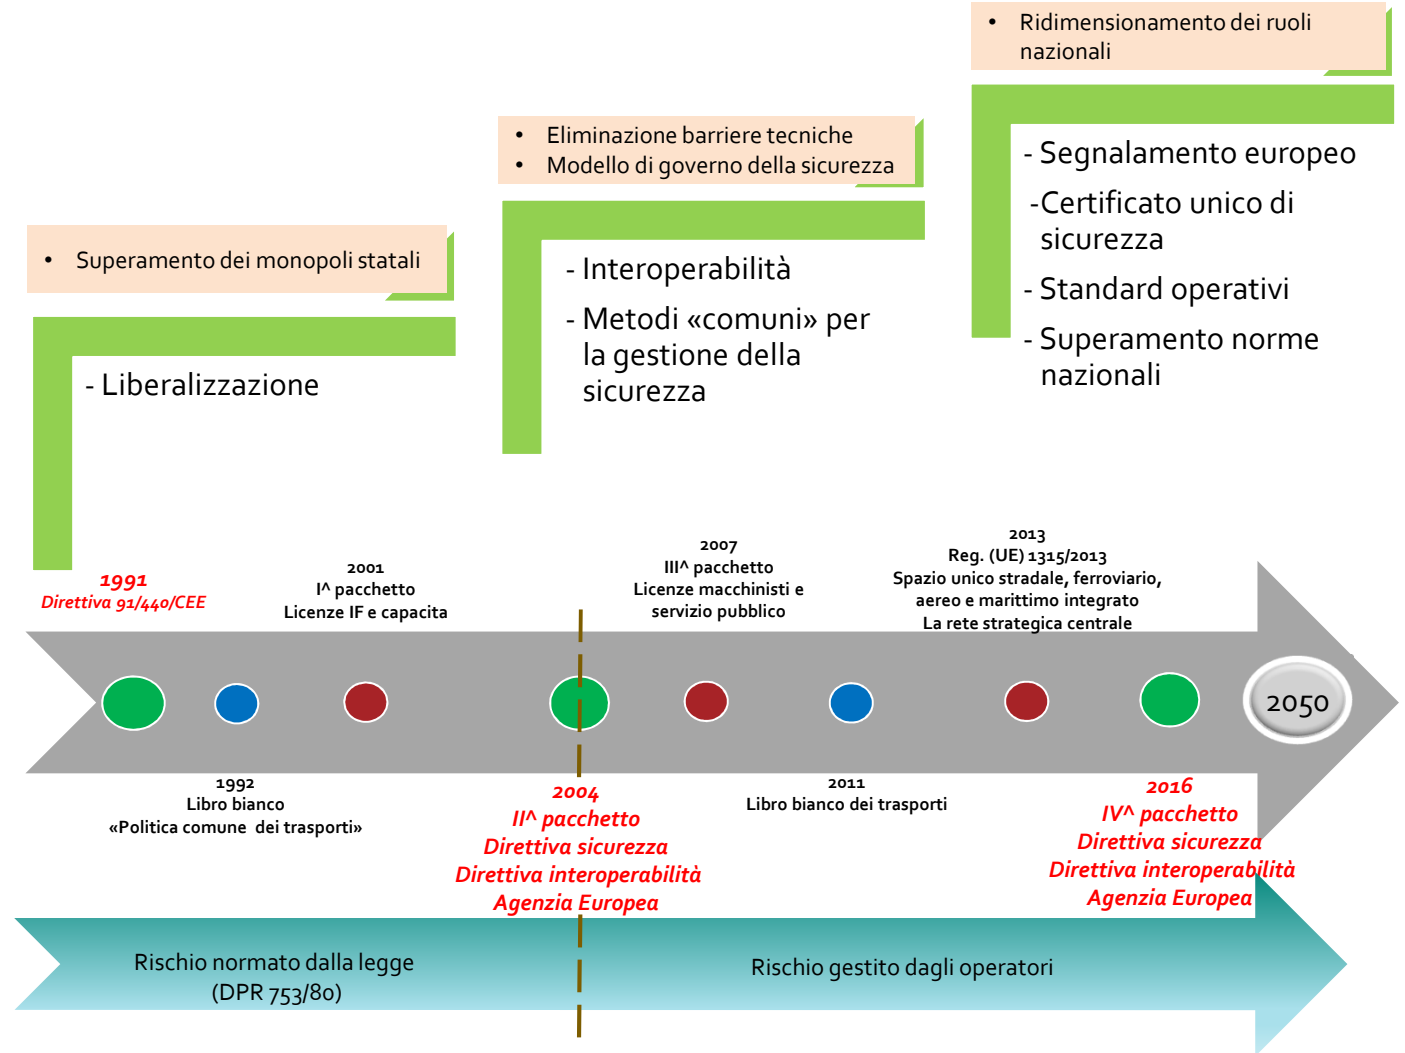 • Ridimensionamento dei ruoli
nazionali
- Segnalamento europeo
-Certificato unico di
sicurezza
- Standard operativi
- Superamento norme
nazionali
• Eliminazione barriere tecniche
• Modello di governo della sicurezza
- Interoperabilità
- Metodi «comuni» per
la gestione della
sicurezza
• Superamento dei monopoli statali
- Liberalizzazione
1991
Direttiva 91/440/CEE
2001
I^ pacchetto
Licenze IF e capacita
2007
III^ pacchetto
Licenze macchinisti e
servizio pubblico
2013
Reg. (UE) 1315/2013
Spazio unico stradale, ferroviario,
aereo e marittimo integrato
La rete strategica centrale
2050
1992
Libro bianco
«Politica comune dei trasporti»
2004
II^ pacchetto
Direttiva sicurezza
Direttiva interoperabilità
Agenzia Europea
2011
Libro bianco dei trasporti
2016
IV^ pacchetto
Direttiva sicurezza
Direttiva interoperabilità
Agenzia Europea
Rischio normato dalla legge
(DPR 753/80)
Rischio gestito dagli operatori